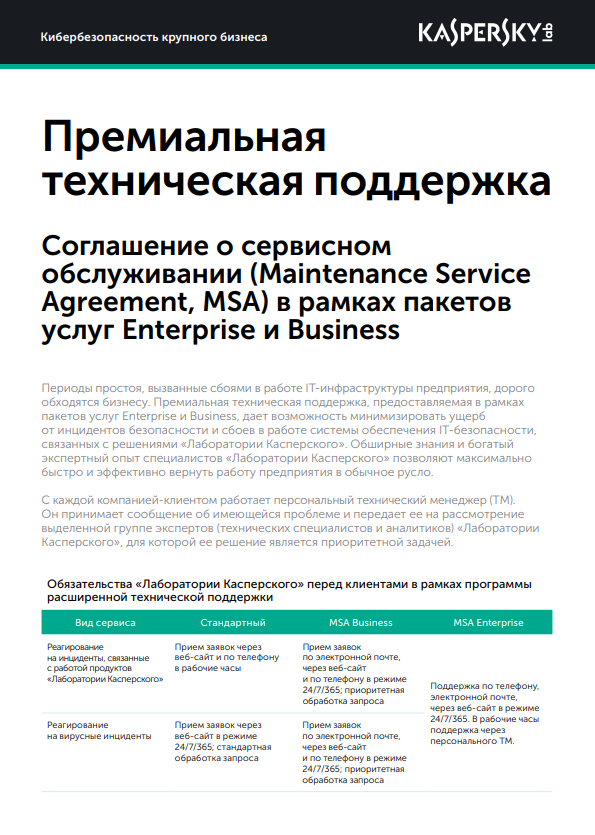 Кибербезопасность крупного бизнеса
KASPERSKY lab
Премиальная
техническая поддержка
Соглашение о сервисном
обслуживании (Maintenance Service
Agreement, MSA) в рамках пакетов
услуг Enterprise и Business
Периоды простоя, вызванные сбоями в работе IT-инфраструктуры предприятия, дорого
обходятся бизнесу. Премиальная техническая поддержка, предоставляемая в рамках
пакетов услуг Enterprise и Business, дает возможность минимизировать ущерб
от инцидентов безопасности и сбоев в работе системы обеспечения IT-безопасности,
связанных с решениями «Лаборатории Касперского». Обширные знания и богатый
экспертный опыт специалистов «Лаборатории Касперского» позволяют максимально
быстро и эффективно вернуть работу предприятия в обычное русло.
С каждой компанией-клиентом работает персональный технический менеджер (ТМ).
Он принимает сообщение об имеющейся проблеме и передает ее на рассмотрение
выделенной группе экспертов (технических специалистов и аналитиков) «Лаборатории
Касперского», для которой ее решение является приоритетной задачей.
Обязательства «Лаборатории Касперского» перед клиентами в рамках программы
расширенной технической поддержки
Вид сервиса
Стандартный
MSA Business
MSA Enterprise
Реагирование
на инциденты, связанные
с работой продуктов
«Лаборатории Касперского»
Прием заявок через
веб-сайт и по телефону
в рабочие часы
Прием заявок
по электронной почте,
через веб-сайт
и по телефону в режиме
24/7/365; приоритетная
обработка запроса
Поддержка по телефону,
электронной почте,
через веб-сайт в режиме
24/7/365. В рабочие часы
поддержка через
персонального ТМ.
Реагирование
на вирусные инциденты
Прием заявок через
веб-сайт в режиме
24/7/365; стандартная
обработка запроса
Прием заявок
по электронной почте,
через веб-сайт
и по телефону в режиме
24/7/365; приоритетная
обработка запроса